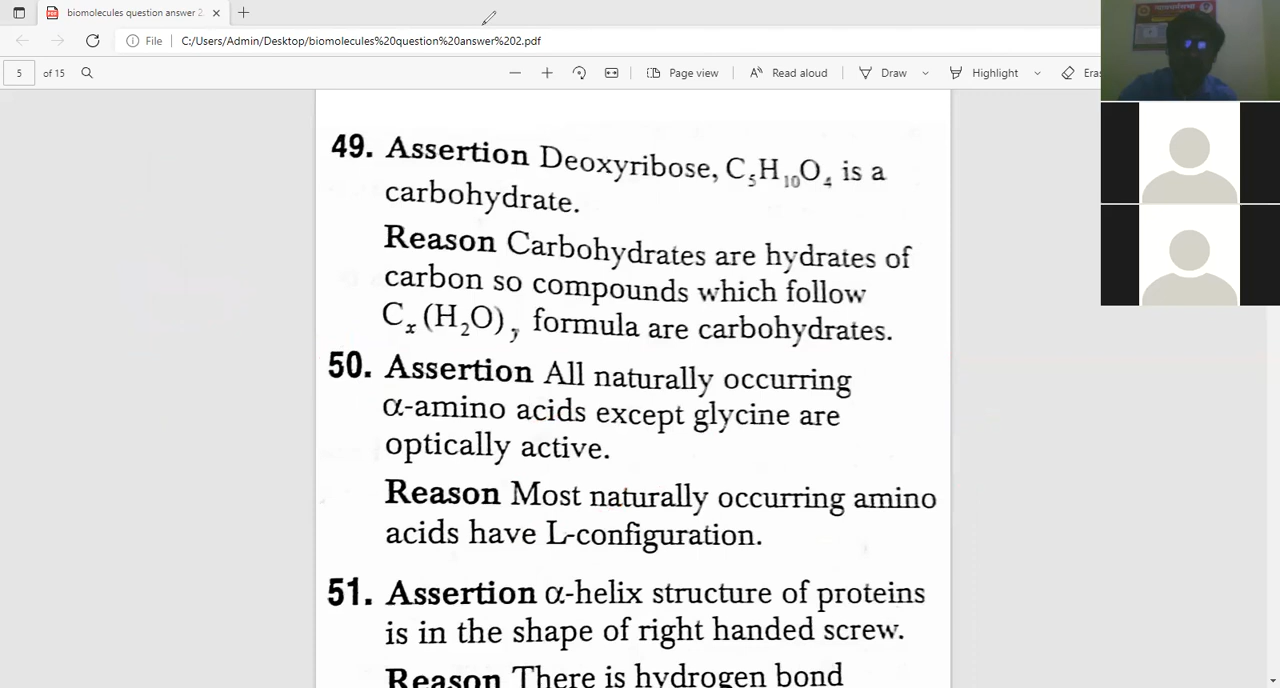 biomolecules question answer 2.
File
C:/Users/Admin/Desktop/biomolecules%20question%20answer%202.pdf
5 of 15
Page view
Read aloud
Draw
Highlight
49. Assertion Deoxyribose, C₅H₁₀O₄ is a
carbohydrate.
Reason Carbohydrates are hydrates of
carbon so compounds which follow
Cₓ(H₂O)ᵧ formula are carbohydrates.
50. Assertion All naturally occurring
α-amino acids except glycine are
optically active.
Reason Most naturally occurring amino
acids have L-configuration.
51. Assertion α-helix structure of proteins
is in the shape of right handed screw.
Reason There is hydrogen bond